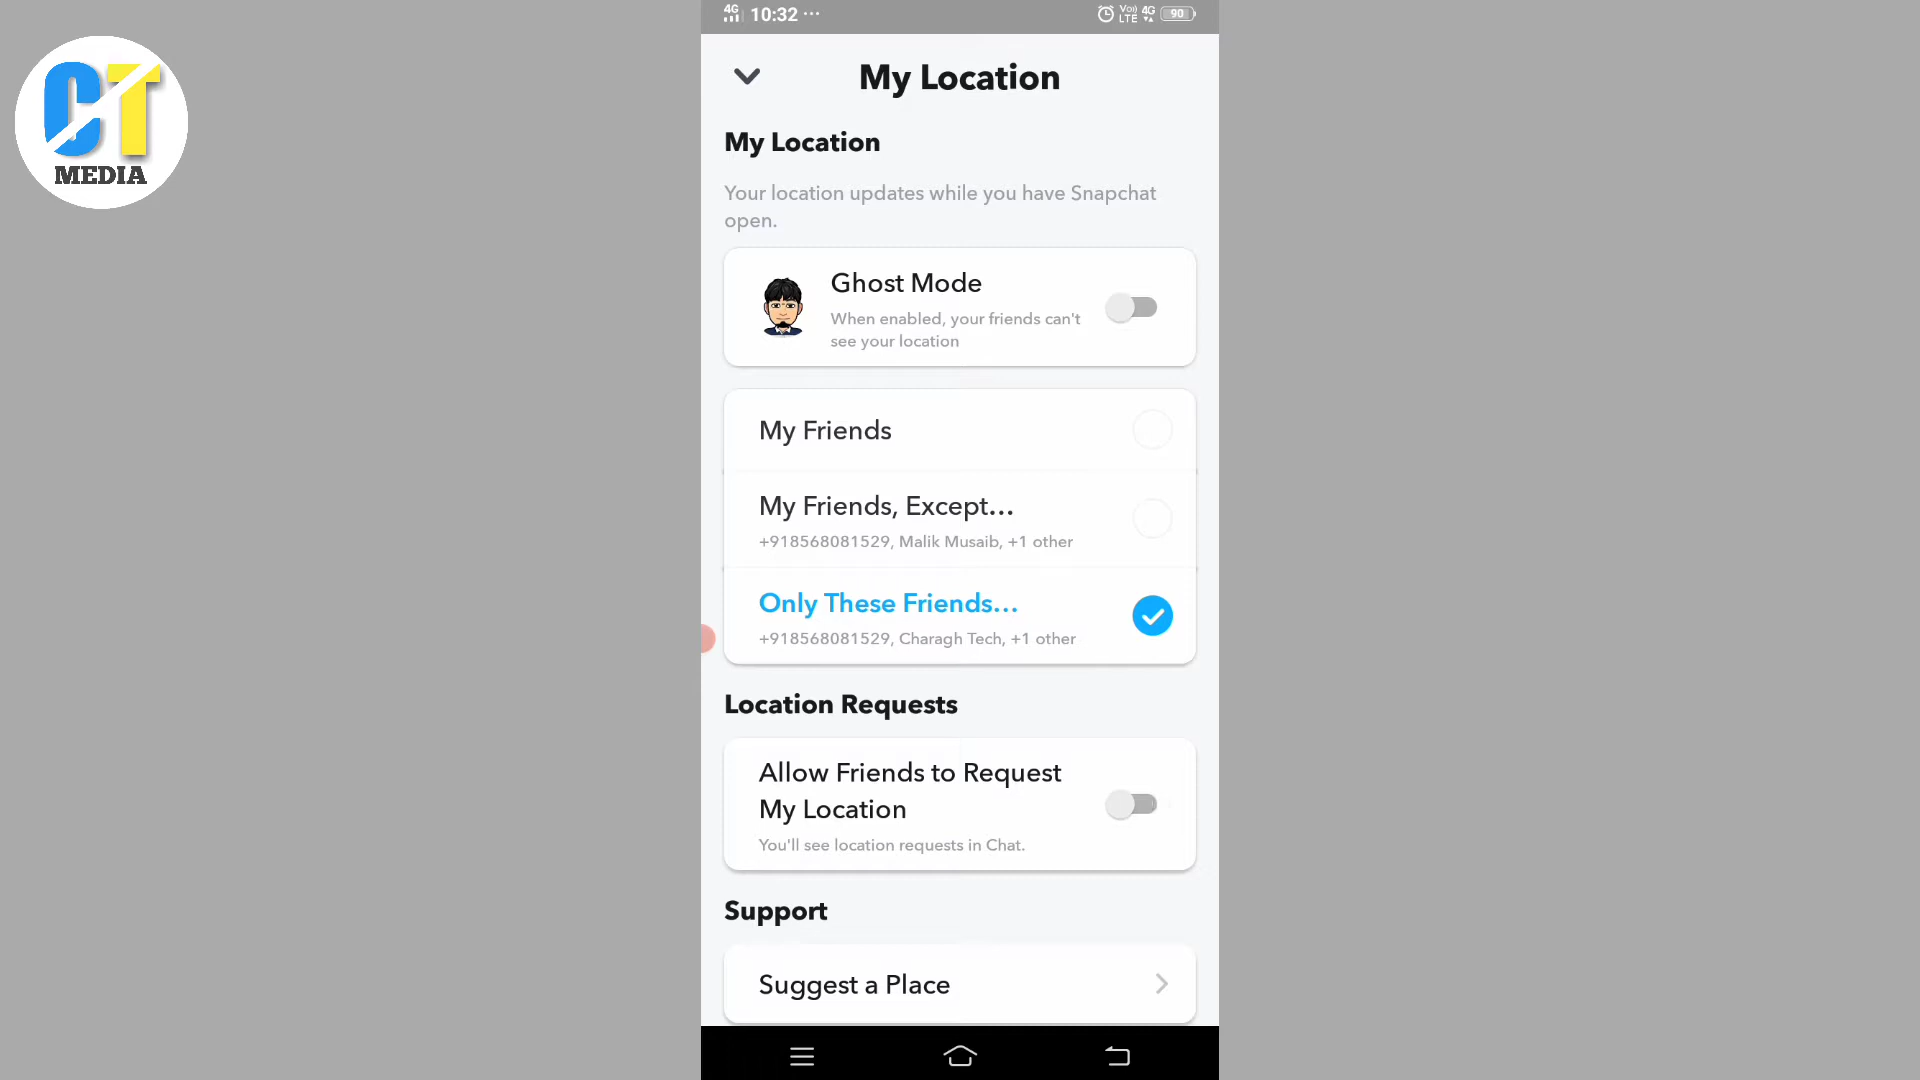 4G 10:32 ...
Vo) LTE 4G 90
CT
MEDIA
My Location
My Location
Your location updates while you have Snapchat
open.
Ghost Mode
When enabled, your friends can't
see your location
My Friends
My Friends, Except...
+918568081529, Malik Musaib, +1 other
Only These Friends...
+918568081529, Charagh Tech, +1 other
Location Requests
Allow Friends to Request
My Location
You'll see location requests in Chat.
Support
Suggest a Place